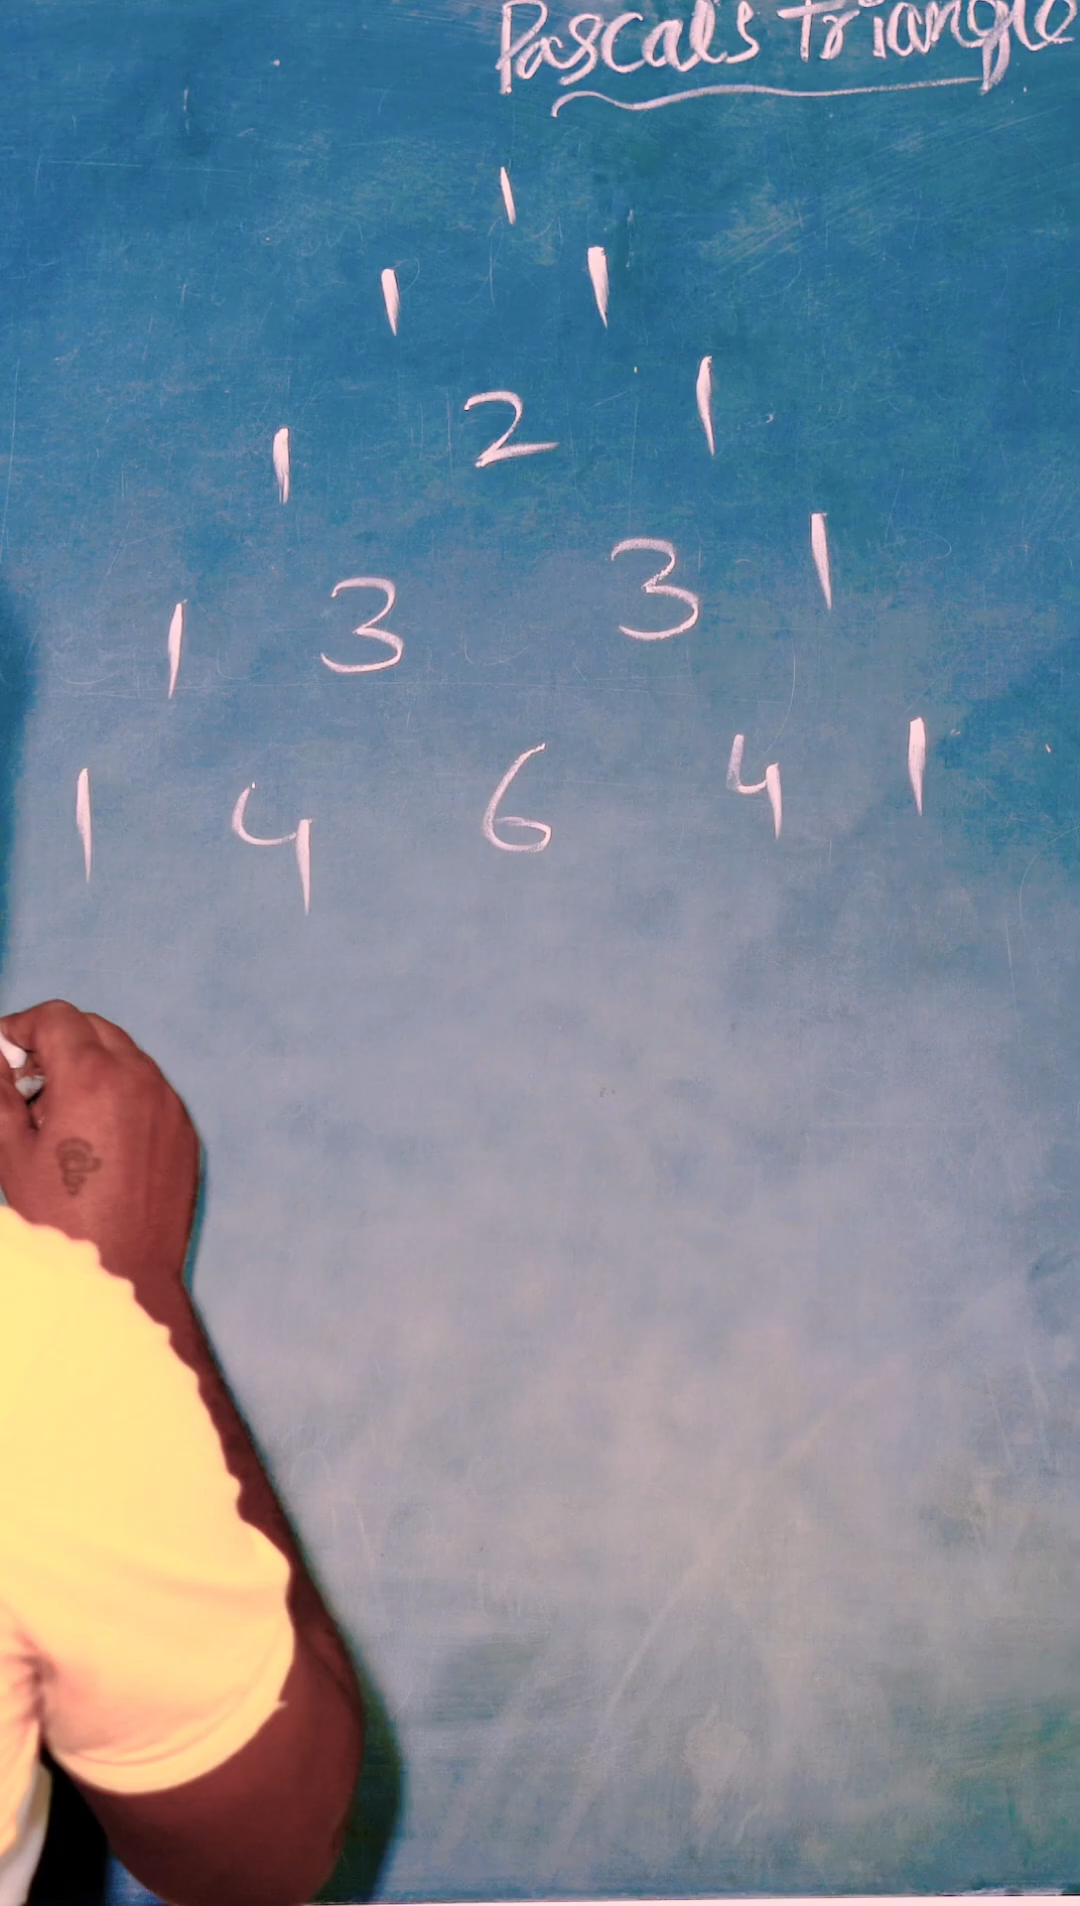 Pascal's triangle
1
1 1
1 2 1
1 3 3 1
1 4 6 4 1